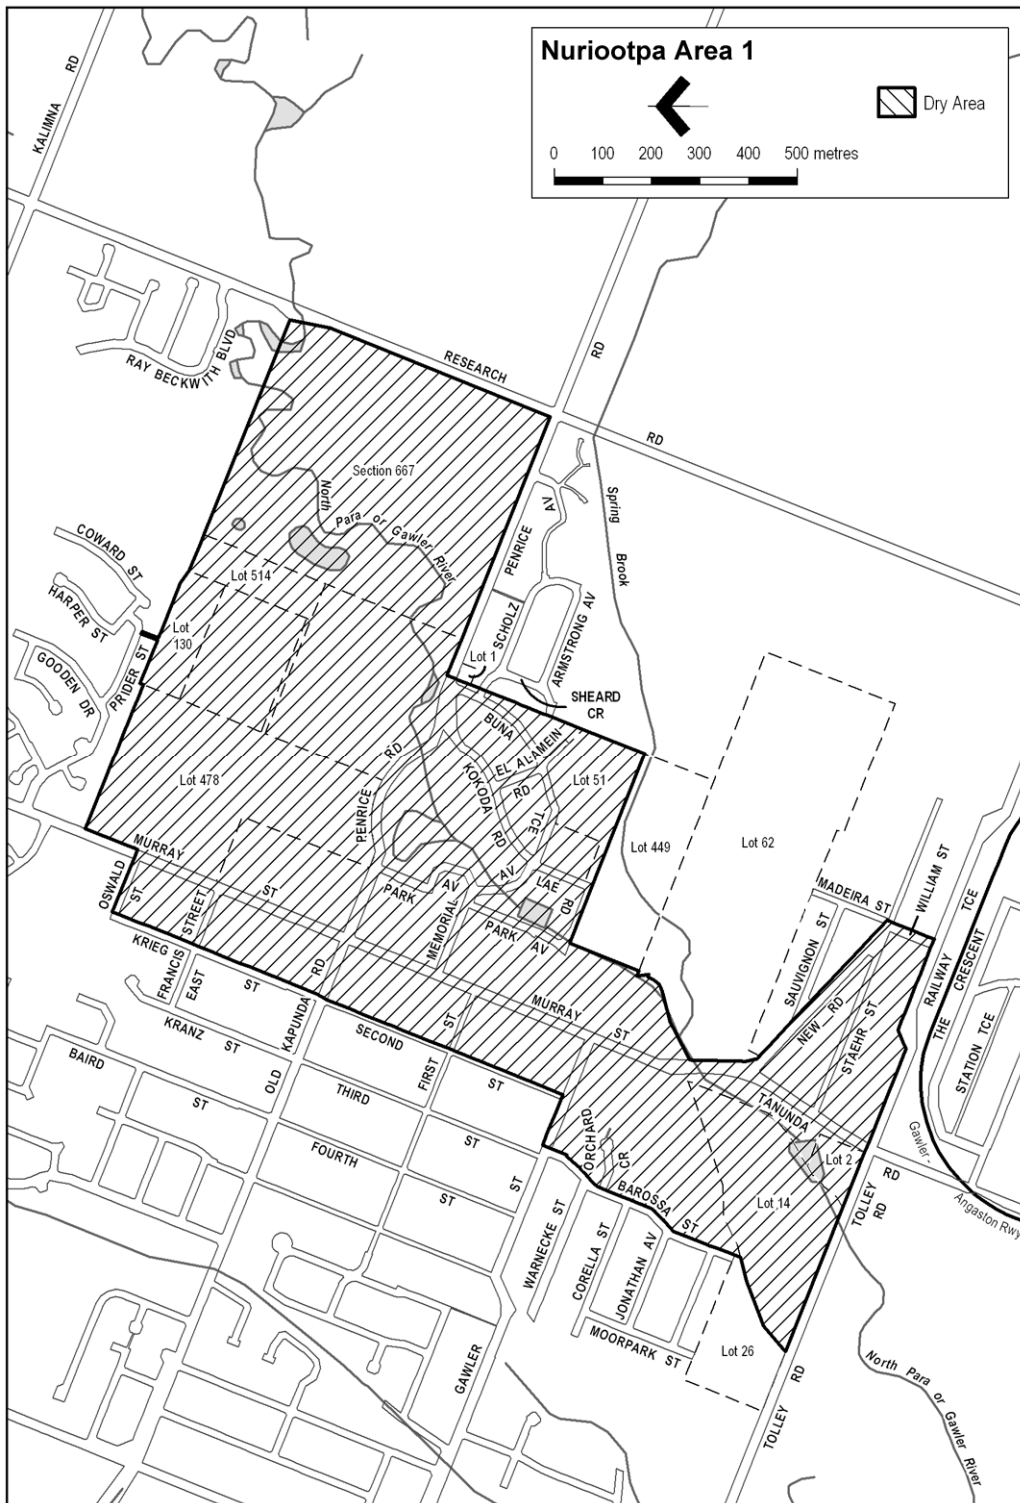 Nuriootpa Area 1
Dry Area
0 100 200 300 400 500 metres
KALIMNA RD
RAY BECKWITH BLVD
RESEARCH RD
RD
Section 667
North Para or Gawler River
Spring Brook
COWARD ST
HARPER ST
GOODEN DR
PRIDER ST
Lot 514
Lot 130
Lot 1
PENRICE
AV
SCHOLZ
ARMSTRONG AV
SHEARD CR
BUNA
EL ALAMEIN
RD
KOKODA RD
TCE
Lot 51
PENRICE RD
Lot 478
Lot 449
Lot 62
MURRAY ST
OSWALD ST
PARK AV
MEMORIAL AV
LAE RD
PARK AV
STREET
KRIEG ST
FRANCIS
EAST
KRANZ ST
BAIRD ST
OLD KAPUNDA RD
SECOND ST
THIRD ST
FOURTH ST
FIRST ST
MURRAY ST
MADEIRA ST
WILLIAM ST
SAUVIGNON ST
NEW RD
STAEHR ST
RAILWAY TCE
THE CRESCENT
STATION TCE
TANUNDA RD
Gawler - Angaston Rwy
ORCHARD CR
BAROSSA ST
Lot 2
Lot 14
TOLLEY RD
WARNECKE ST
CORELLA ST
JONATHAN AV
MOORPARK ST
Lot 26
GAWLER ST
TOLLEY RD
North Para or Gawler River